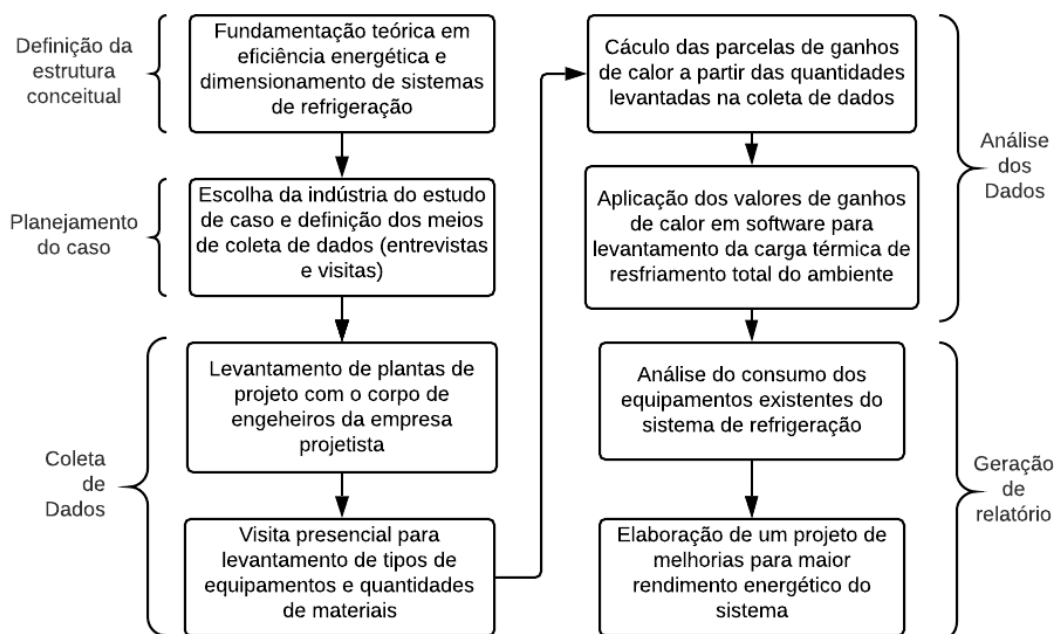 Definição da
estrutura
conceitual
Fundamentação teórica em
eficiência energética e
dimensionamento de sistemas
de refrigeração
Planejamento
do caso
Escolha da indústria do estudo
de caso e definição dos meios
de coleta de dados (entrevistas
e visitas)
Coleta
de
Dados
Levantamento de plantas de
projeto com o corpo de
engeheiros da empresa
projetista
Visita presencial para
levantamento de tipos de
equipamentos e quantidades
de materiais
Cáculo das parcelas de ganhos
de calor a partir das quantidades
levantadas na coleta de dados
Aplicação dos valores de ganhos
de calor em software para
levantamento da carga térmica de
resfriamento total do ambiente
Análise
dos
Dados
Análise do consumo dos
equipamentos existentes do
sistema de refrigeração
Elaboração de um projeto de
melhorias para maior
rendimento energético do
sistema
Geração
de
relatório